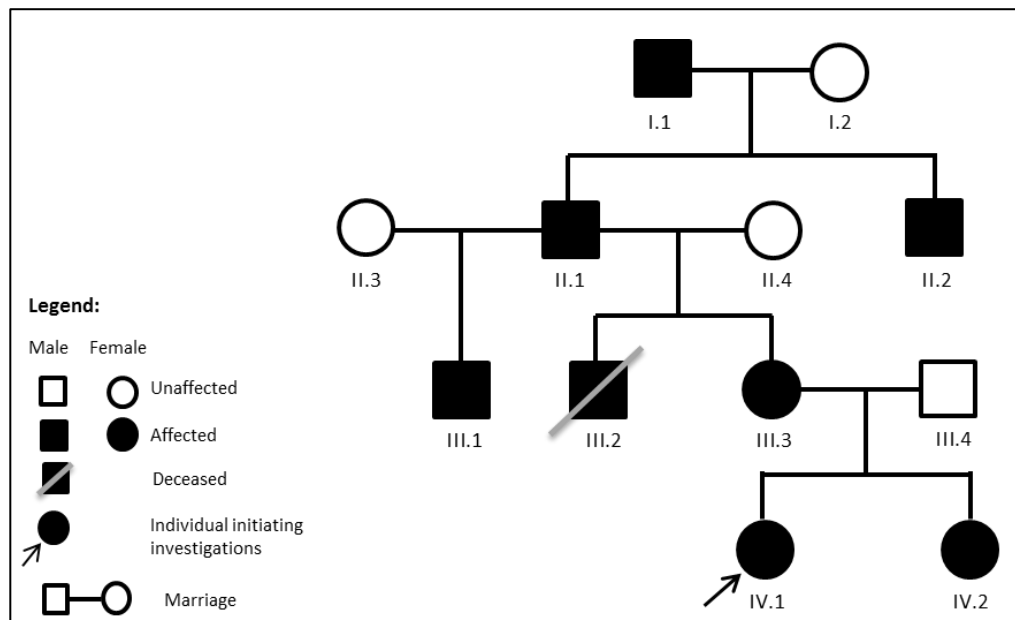 I.1 I.2
II.3 II.1 II.4 II.2
Legend:
Male Female
Unaffected
III.1 III.2 III.3 III.4
Affected
Deceased
Individual initiating
investigations
Marriage
IV.1 IV.2